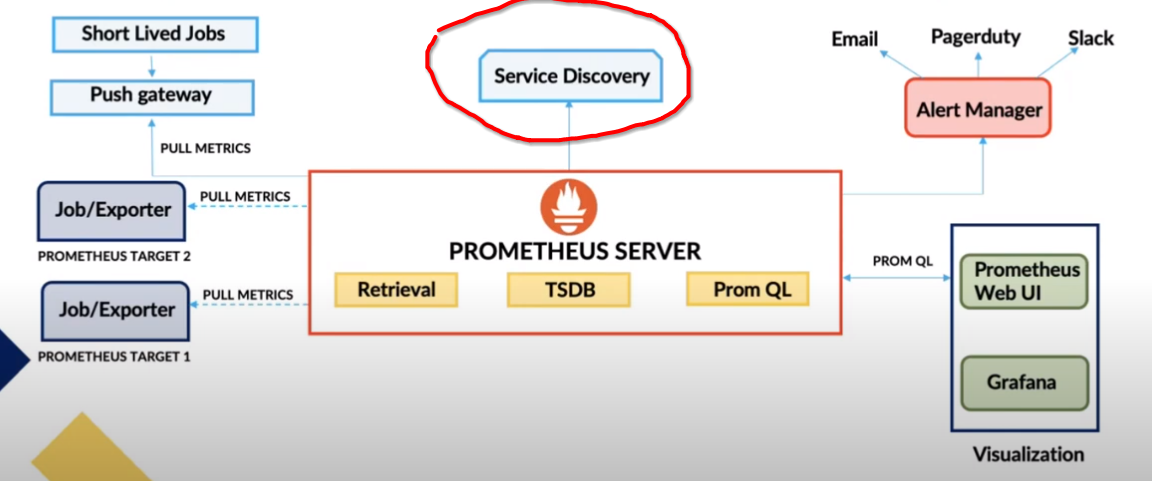 Short Lived Jobs
Push gateway
PULL METRICS
Job/Exporter
PULL METRICS
PROMETHEUS TARGET 2
Job/Exporter
PULL METRICS
PROMETHEUS TARGET 1
Service Discovery
PROMETHEUS SERVER
Retrieval
TSDB
Prom QL
Email
Pagerduty
Slack
Alert Manager
PROM QL
Prometheus
Web UI
Grafana
Visualization